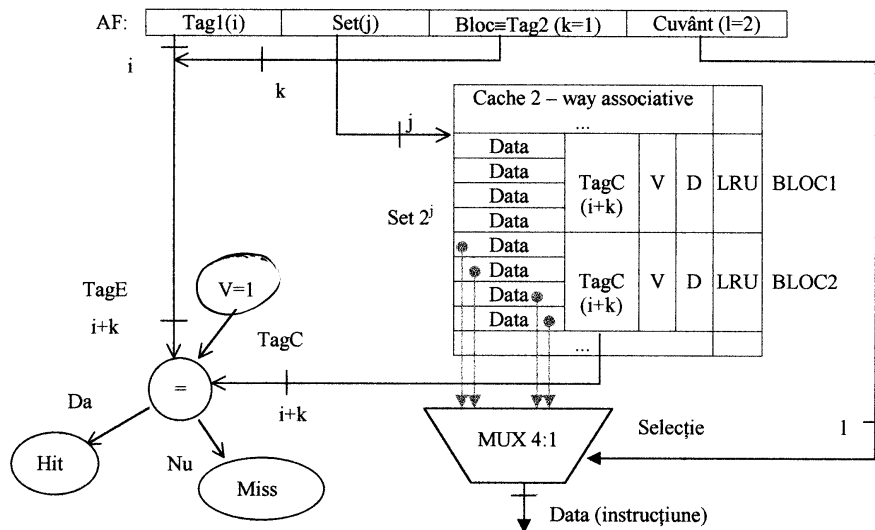 AF: Tag1(i) Set(j) Bloc≡Tag2 (k=1) Cuvânt (l=2)
i
k
j
Cache 2 – way associative
...
Data
Data
Data
Data
TagC
(i+k)
V D LRU BLOC1
Set 2^j
Data
Data
Data
Data
TagC
(i+k)
V D LRU BLOC2
...
TagE
i+k
V=1
TagC
=
i+k
Da
Nu
Hit
Miss
MUX 4:1
Selecție
l
Data (instrucțiune)